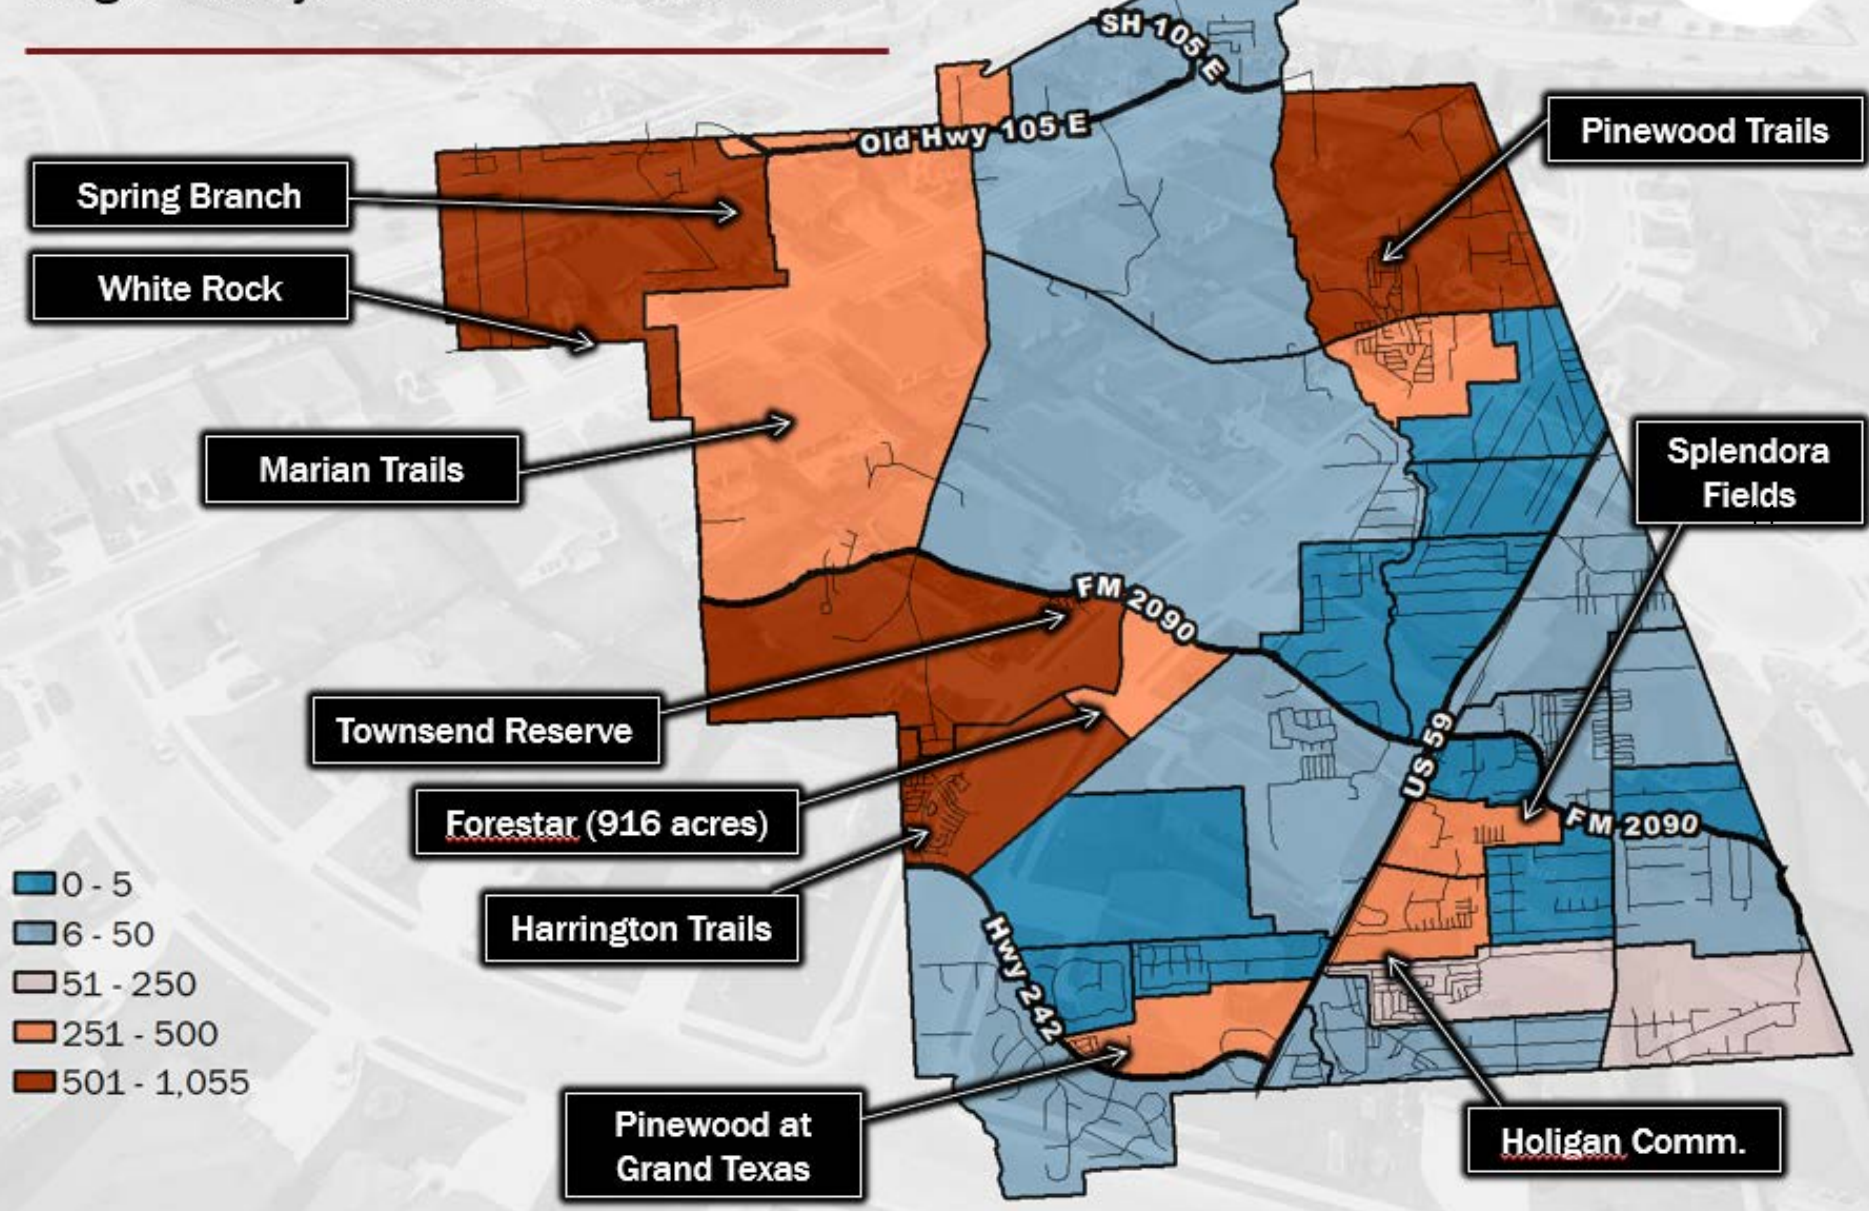 SH 105 E
Old Hwy 105 E
Pinewood Trails
Spring Branch
White Rock
Marian Trails
Splendora
Fields
FM 2090
Townsend Reserve
US 59
Forestar (916 acres)
FM 2090
Harrington Trails
Hwy 242
0 - 5
6 - 50
51 - 250
251 - 500
501 - 1,055
Pinewood at
Grand Texas
Holigan Comm.